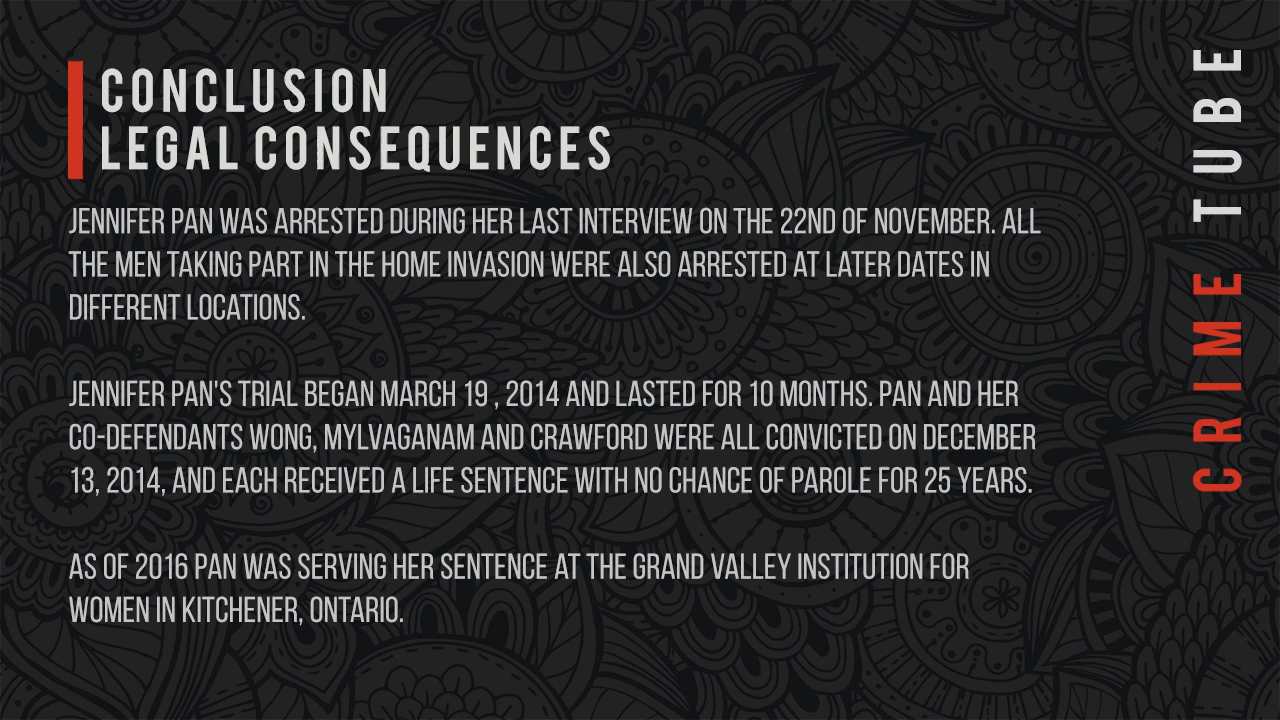 CONCLUSION
LEGAL CONSEQUENCES
JENNIFER PAN WAS ARRESTED DURING HER LAST INTERVIEW ON THE 22ND OF NOVEMBER. ALL
THE MEN TAKING PART IN THE HOME INVASION WERE ALSO ARRESTED AT LATER DATES IN
DIFFERENT LOCATIONS.
JENNIFER PAN'S TRIAL BEGAN MARCH 19 , 2014 AND LASTED FOR 10 MONTHS. PAN AND HER
CO-DEFENDANTS WONG, MYLVAGANAM AND CRAWFORD WERE ALL CONVICTED ON DECEMBER
13, 2014, AND EACH RECEIVED A LIFE SENTENCE WITH NO CHANCE OF PAROLE FOR 25 YEARS.
AS OF 2016 PAN WAS SERVING HER SENTENCE AT THE GRAND VALLEY INSTITUTION FOR
WOMEN IN KITCHENER, ONTARIO.
CRIME TUBE